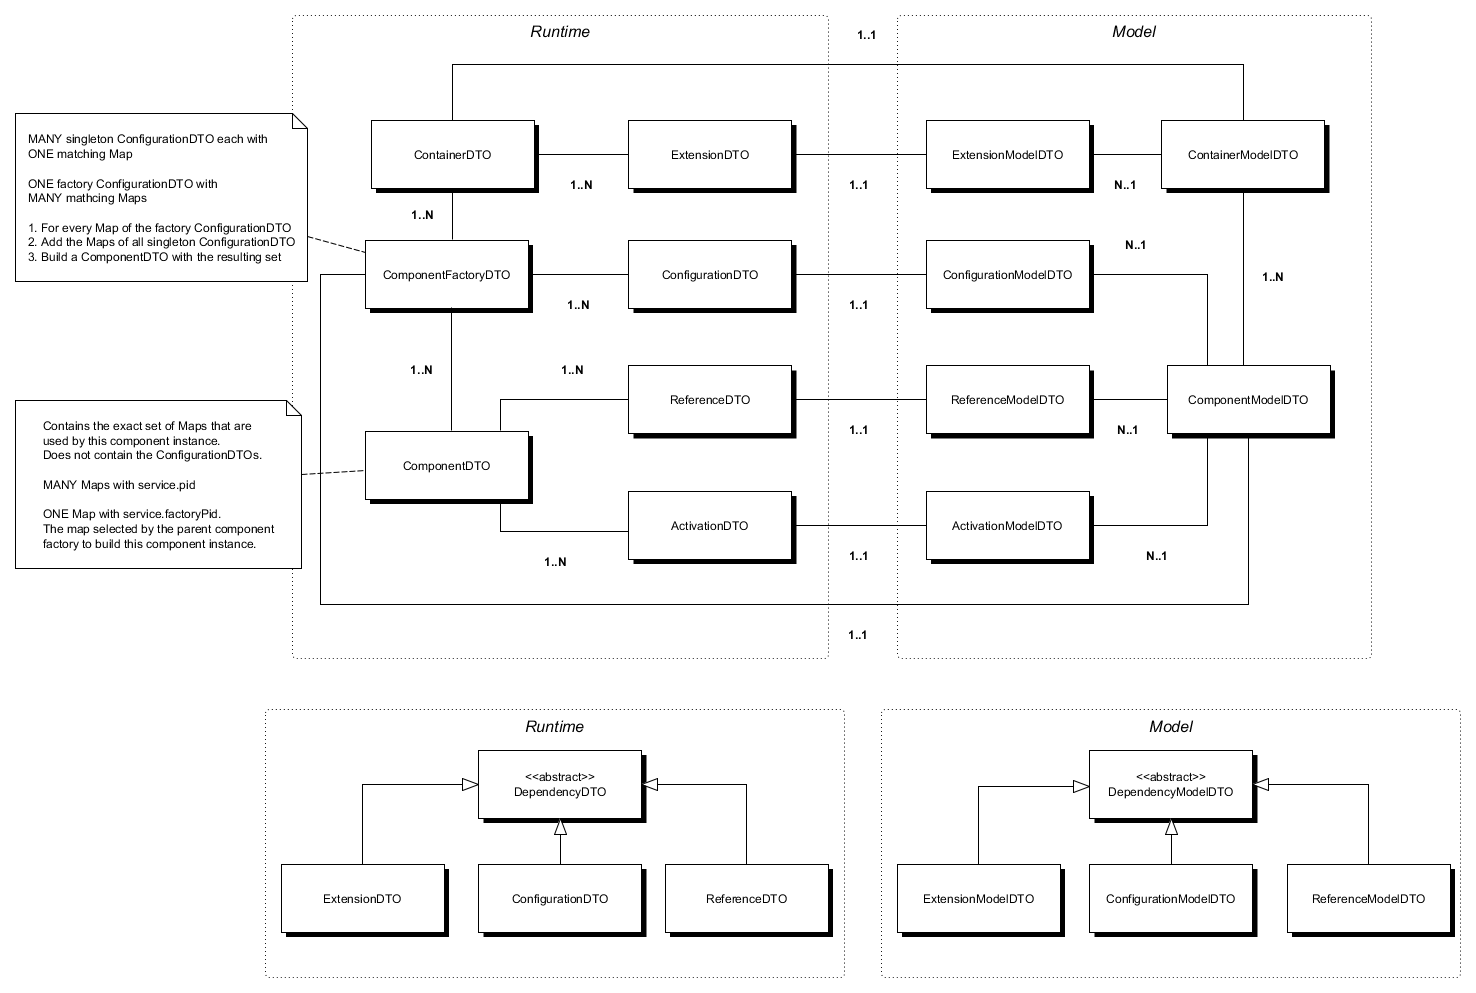 Runtime
1..1
Model
MANY singleton ConfigurationDTO each with
ONE matching Map
ONE factory ConfigurationDTO with
MANY mathcing Maps
1. For every Map of the factory ConfigurationDTO
2. Add the Maps of all singleton ConfigurationDTO
3. Build a ComponentDTO with the resulting set
ContainerDTO
ExtensionDTO
ExtensionModelDTO
ContainerModelDTO
1..N
1..1
N..1
1..N
N..1
ComponentFactoryDTO
ConfigurationDTO
ConfigurationModelDTO
1..N
1..N
1..1
1..N
1..N
ReferenceDTO
ReferenceModelDTO
ComponentModelDTO
1..1
N..1
Contains the exact set of Maps that are
used by this component instance.
Does not contain the ConfigurationDTOs.
MANY Maps with service.pid
ONE Map with service.factoryPid.
The map selected by the parent component
factory to build this component instance.
ComponentDTO
ActivationDTO
ActivationModelDTO
1..N
1..1
N..1
1..1
Runtime
<<abstract>>
DependencyDTO
ExtensionDTO
ConfigurationDTO
ReferenceDTO
Model
<<abstract>>
DependencyModelDTO
ExtensionModelDTO
ConfigurationModelDTO
ReferenceModelDTO